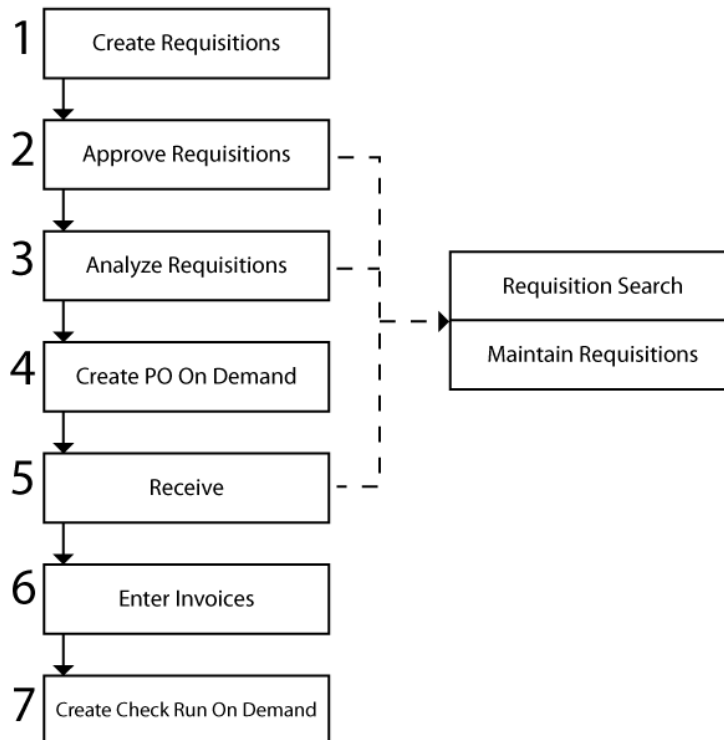 1 Create Requisitions
2 Approve Requisitions
3 Analyze Requisitions
Requisition Search
4 Create PO On Demand
Maintain Requisitions
5 Receive
6 Enter Invoices
7 Create Check Run On Demand